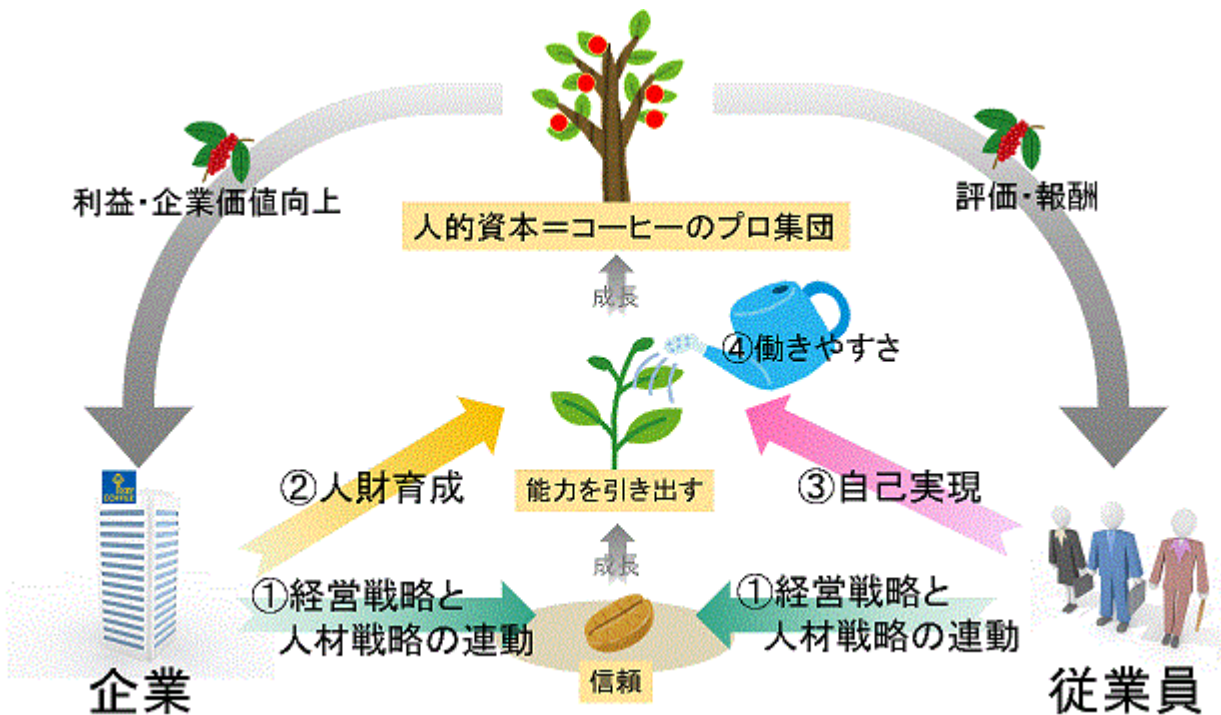 利益・企業価値向上
評価・報酬
人的資本＝コーヒーのプロ集団
成長
④働きやすさ
②人財育成
能力を引き出す
③自己実現
成長
①経営戦略と
人材戦略の連動
①経営戦略と
人材戦略の連動
信頼
企業
従業員